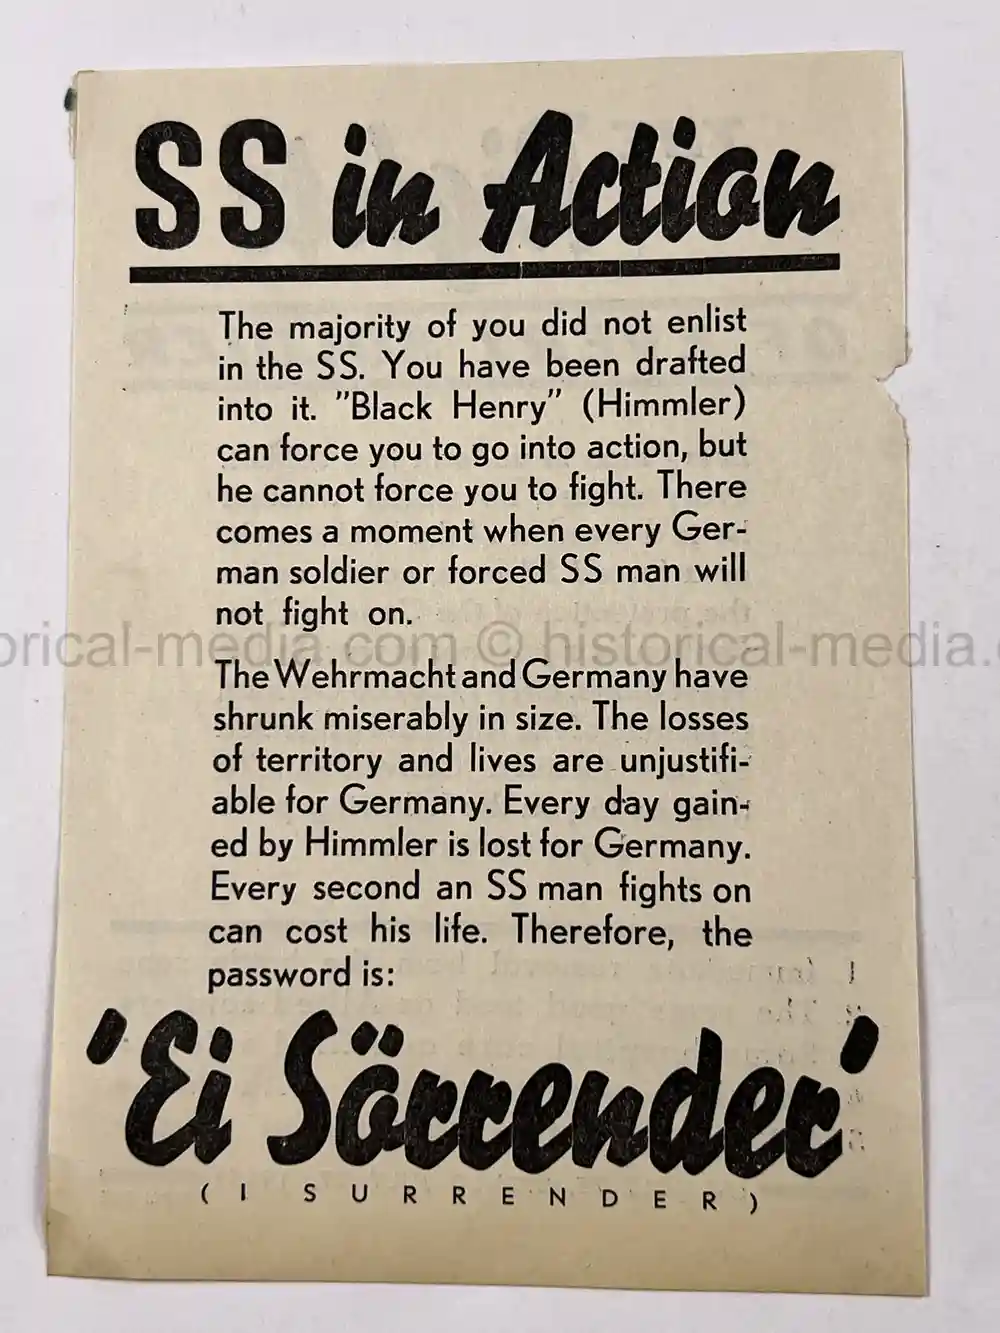 SS in Action
The majority of you did not enlist
in the SS. You have been drafted
into it. "Black Henry" (Himmler)
can force you to go into action, but
he cannot force you to fight. There
comes a moment when every Ger-
man soldier or forced SS man will
not fight on.
orical-media.com © historical-media.
The Wehrmacht and Germany have
shrunk miserably in size. The losses
of territory and lives are unjustifi-
able for Germany. Every day gain-
ed by Himmler is lost for Germany.
Every second an SS man fights on
can cost his life. Therefore, the
password is:
'Ei Sörrender'
(I SURRENDER)